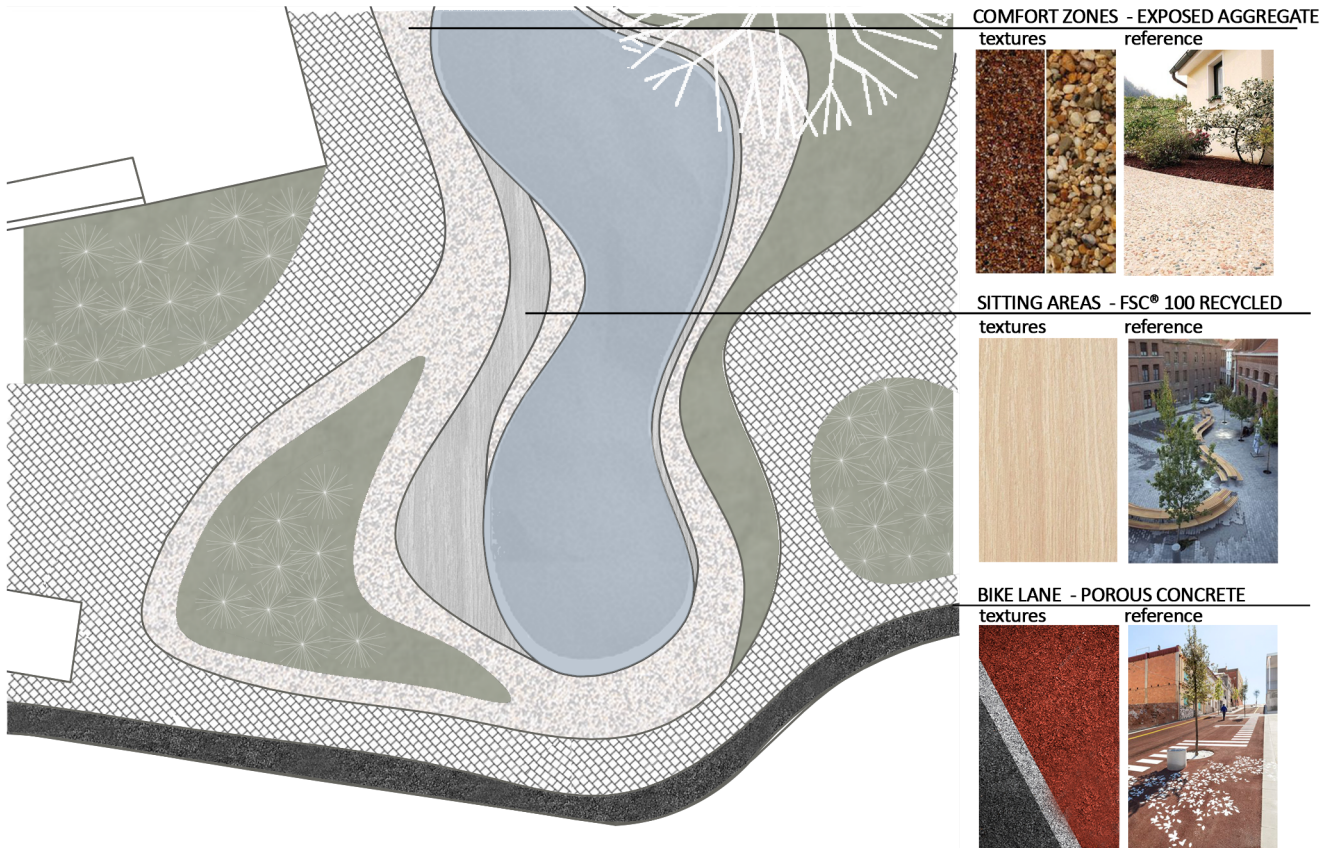 COMFORT ZONES - EXPOSED AGGREGATE
textures reference
SITTING AREAS - FSC® 100 RECYCLED
textures reference
BIKE LANE - POROUS CONCRETE
textures reference